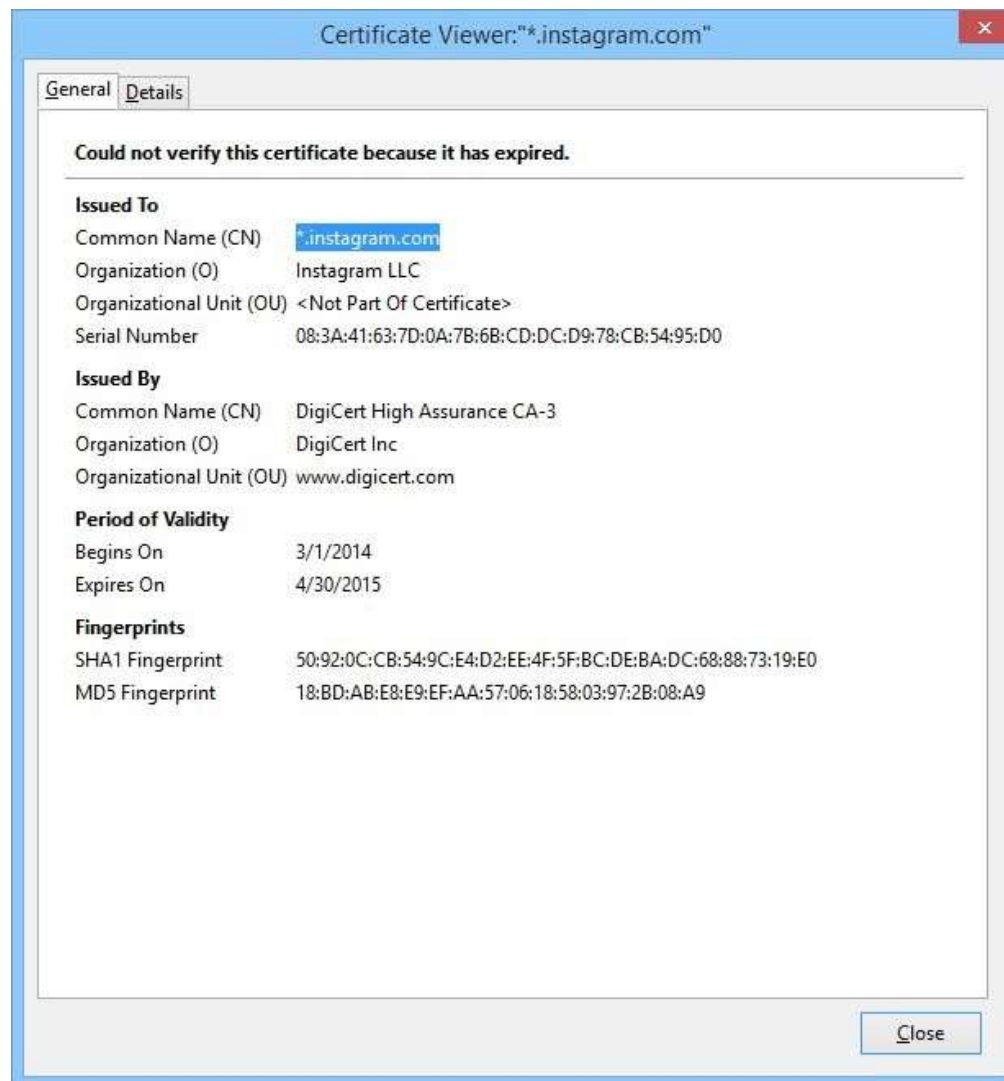 Certificate Viewer:"*.instagram.com"
General Details
Could not verify this certificate because it has expired.
Issued To
Common Name (CN) *.instagram.com
Organization (O) Instagram LLC
Organizational Unit (OU) <Not Part Of Certificate>
Serial Number 08:3A:41:63:7D:0A:7B:6B:CD:DC:D9:78:CB:54:95:D0
Issued By
Common Name (CN) DigiCert High Assurance CA-3
Organization (O) DigiCert Inc
Organizational Unit (OU) www.digicert.com
Period of Validity
Begins On 3/1/2014
Expires On 4/30/2015
Fingerprints
SHA1 Fingerprint 50:92:0C:CB:54:9C:E4:D2:EE:4F:5F:BC:DE:BA:DC:68:88:73:19:E0
MD5 Fingerprint 18:BD:AB:E8:E9:EF:AA:57:06:18:58:03:97:2B:08:A9
Close